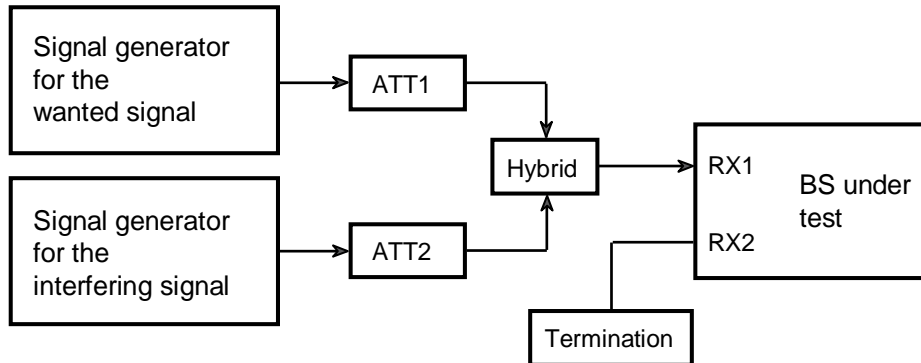 Signal generator
for the
wanted signal
ATT1
Hybrid
RX1
BS under
test
RX2
Signal generator
for the
interfering signal
ATT2
Termination